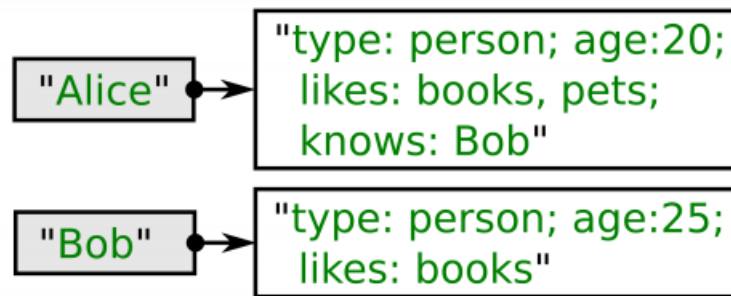 "Alice"
"type: person; age:20;
likes: books, pets;
knows: Bob"
"Bob"
"type: person; age:25;
likes: books"